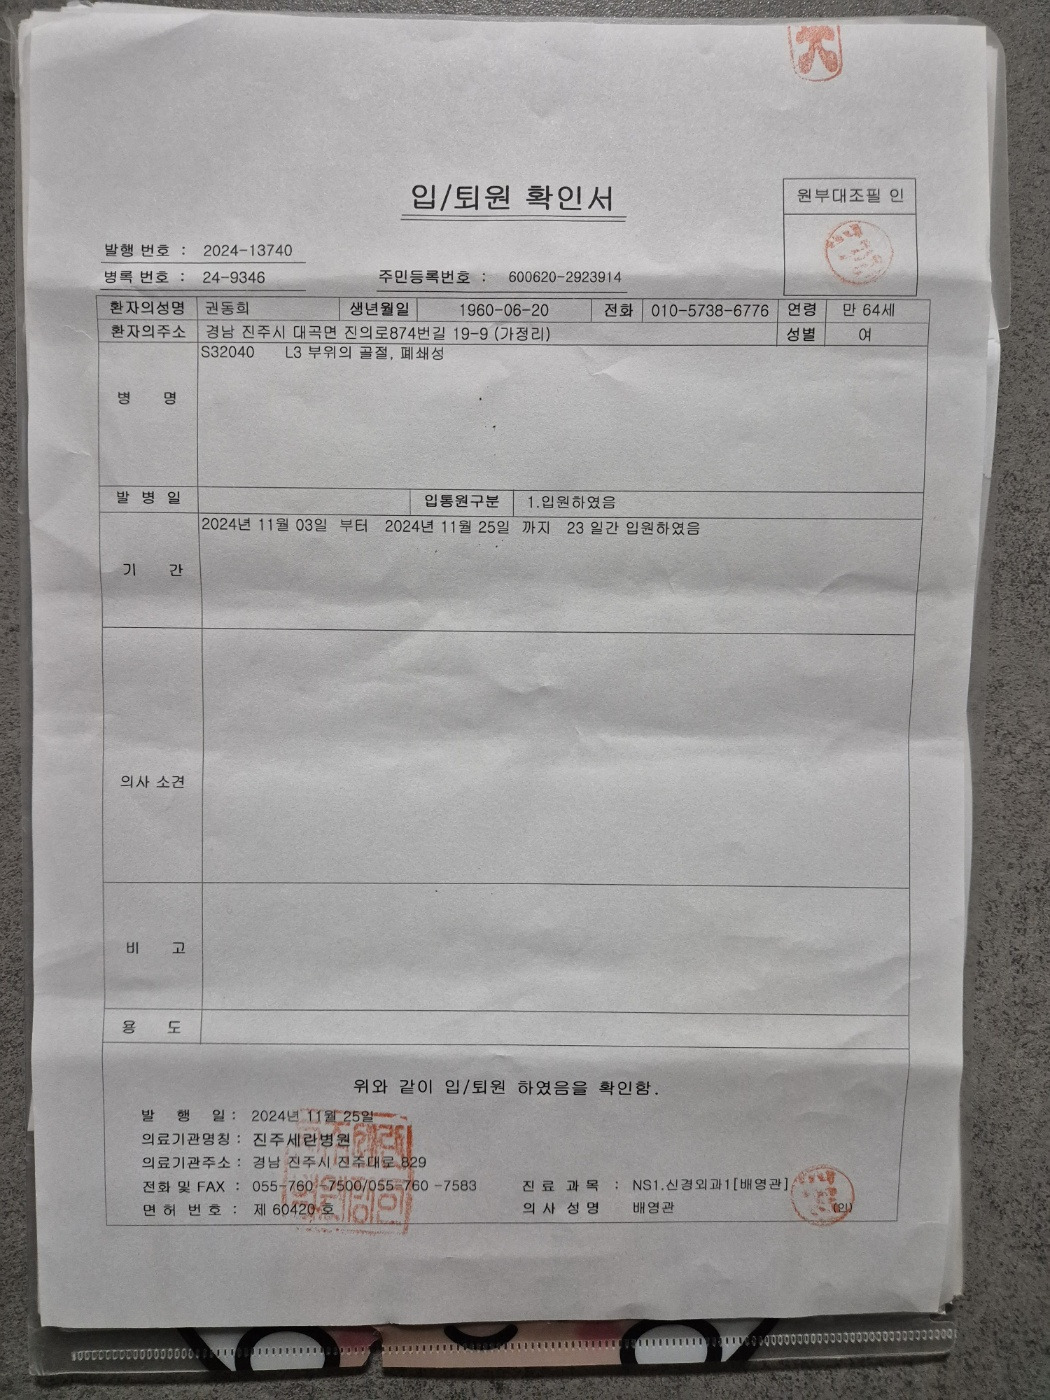 입/퇴원 확인서
원부대조필 인
발행 번호 : 2024-13740
병록 번호 : 24-9346 주민등록번호 : 600620-2923914
환자의성명 권동희 생년월일 1960-06-20 전화 010-5738-6776 연령 만 64세
환자의주소 경남 진주시 대곡면 진의로874번길 19-9 (가정리) 성별 여
병 명 S32040 L3 부위의 골절, 폐쇄성
발 병 일 입통원구분 1.입원하였음
기 간 2024년 11월 03일 부터 2024년 11월 25일 까지 23 일간 입원하였음
의사 소견
비 고
용 도
위와 같이 입/퇴원 하였음을 확인함.
발 행 일 : 2024년 11월 25일
의료기관명칭 : 진주세란병원
의료기관주소 : 경남 진주시 진주대로 829
전화 및 FAX : 055-760 -7500/055-760 -7583 진 료 과 목 : NS1.신경외과1[배영관]
면 허 번 호 : 제 60420 호 의 사 성 명 배영관 (인)